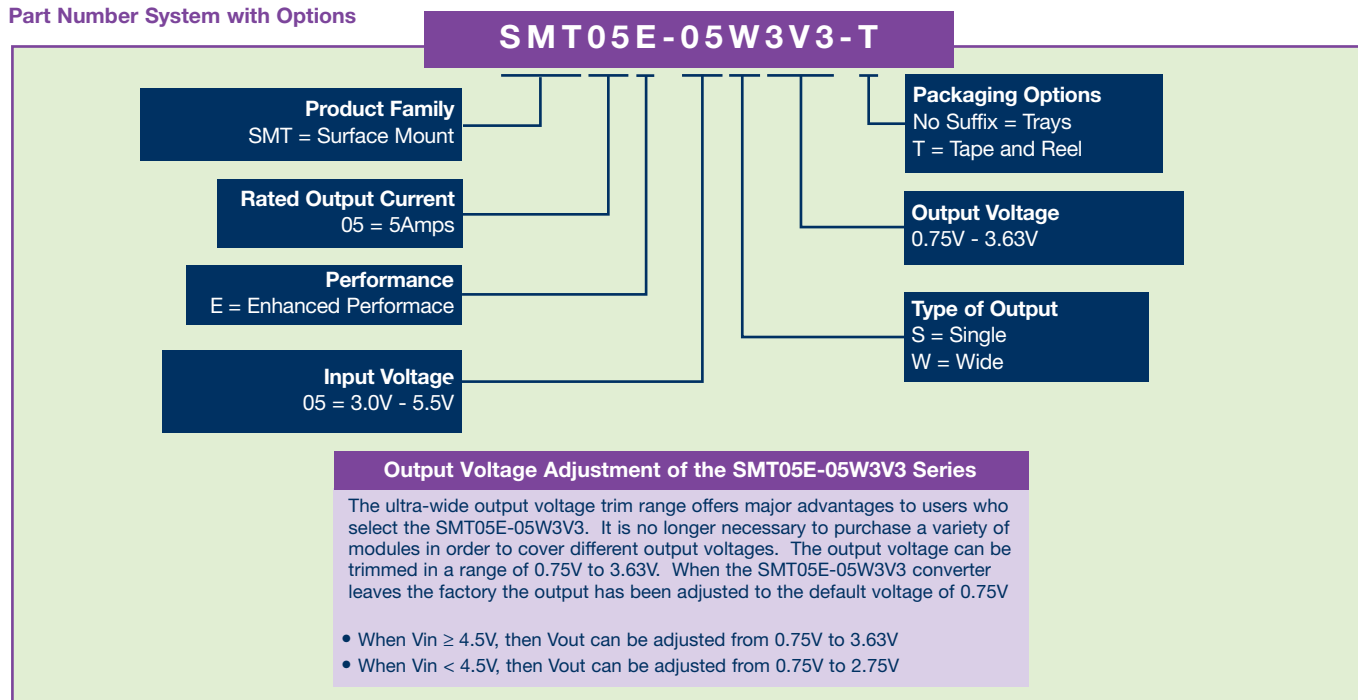 Part Number System with Options
SMT05E-05W3V3-T
Product Family
SMT = Surface Mount
Rated Output Current
05 = 5Amps
Performance
E = Enhanced Performace
Input Voltage
05 = 3.0V - 5.5V
Packaging Options
No Suffix = Trays
T = Tape and Reel
Output Voltage
0.75V - 3.63V
Type of Output
S = Single
W = Wide
Output Voltage Adjustment of the SMT05E-05W3V3 Series
The ultra-wide output voltage trim range offers major advantages to users who
select the SMT05E-05W3V3. It is no longer necessary to purchase a variety of
modules in order to cover different output voltages. The output voltage can be
trimmed in a range of 0.75V to 3.63V. When the SMT05E-05W3V3 converter
leaves the factory the output has been adjusted to the default voltage of 0.75V
• When Vin ≥ 4.5V, then Vout can be adjusted from 0.75V to 3.63V
• When Vin < 4.5V, then Vout can be adjusted from 0.75V to 2.75V